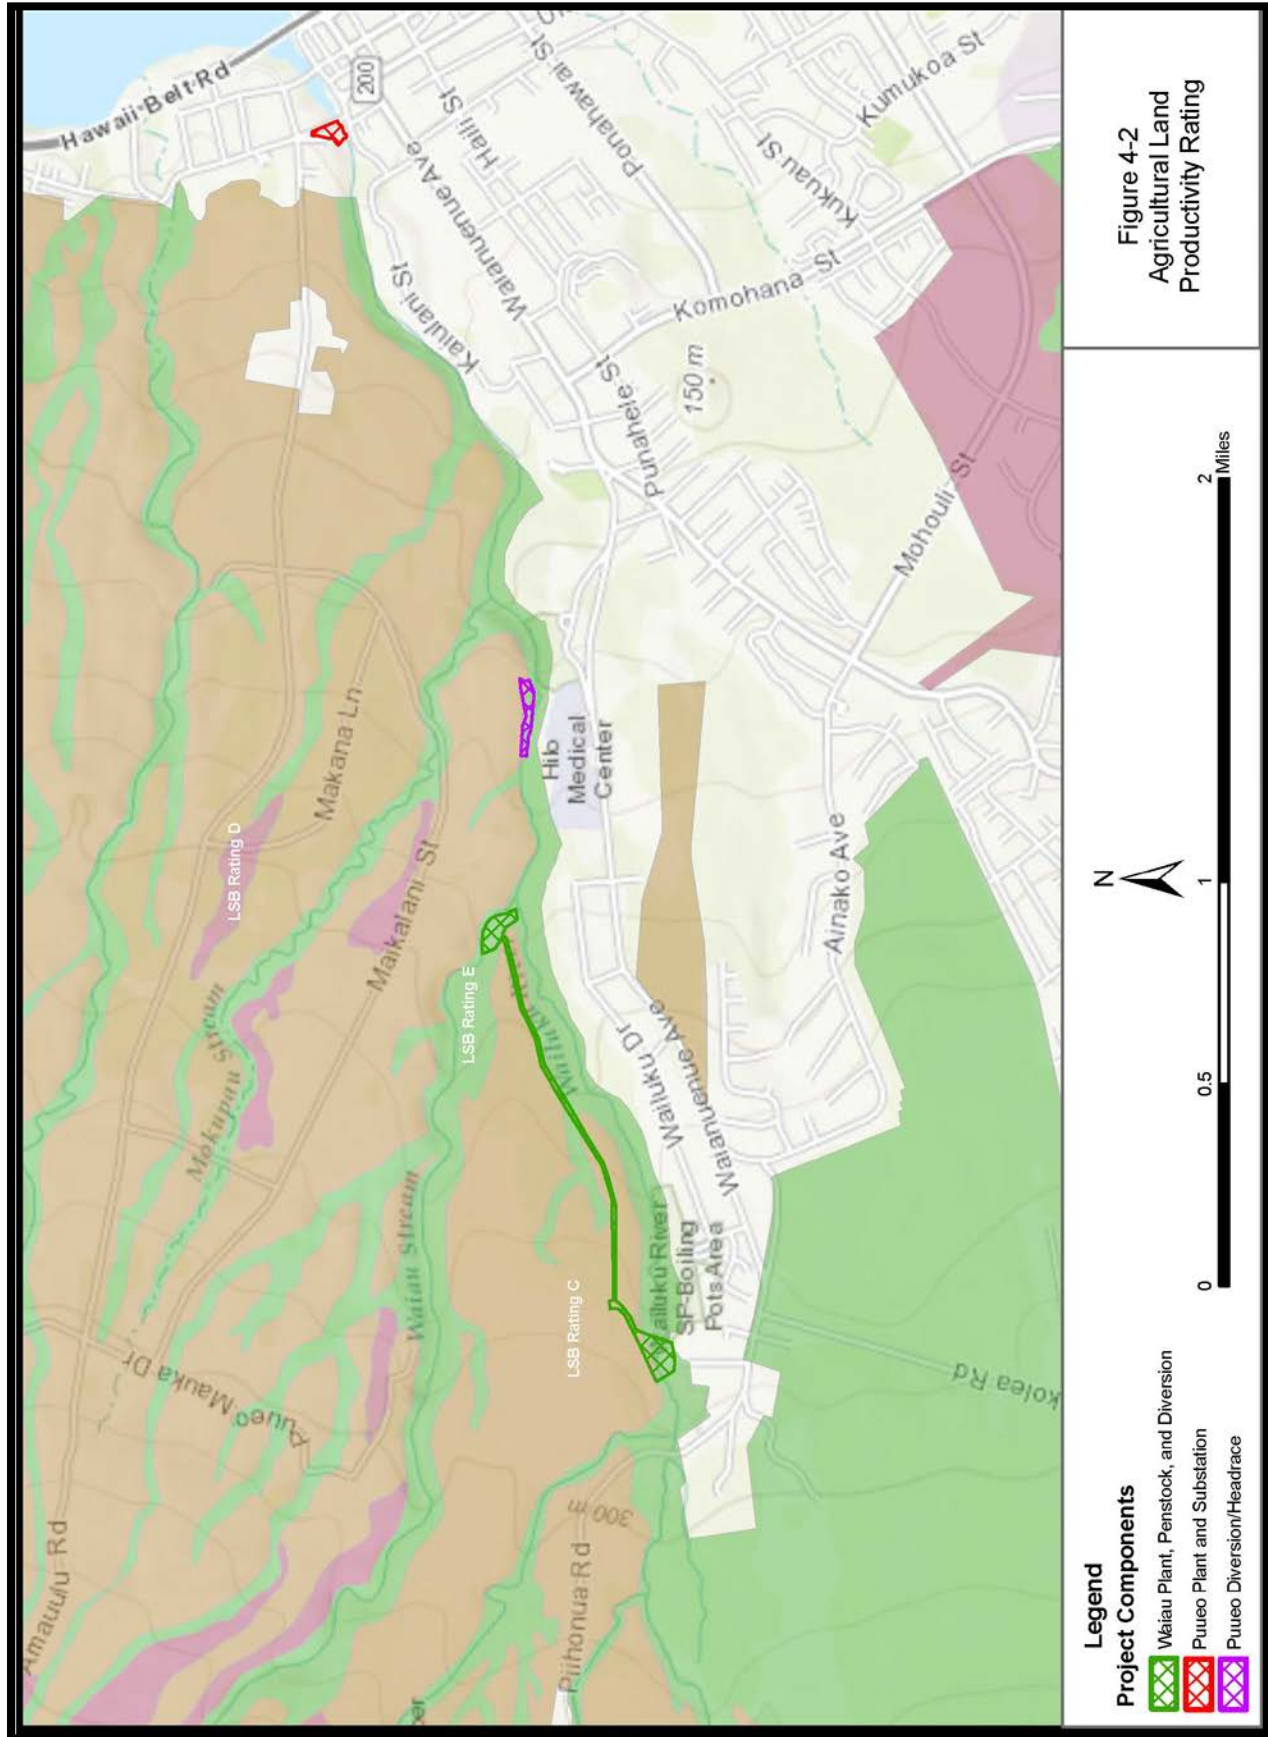 Hawaii Belt Rd
200
Haili St
Ponahawai St
Kumukoa St
Kukuau St
Waianuenue Ave
Kaiulani St
Komohana St
Punahele St
150 m
Mohouli St
Makana Ln
LSB Rating D
Maikalani St
Hilo
Medical
Center
Ainako Ave
Mokupau Stream
LSB Rating E
Wailuku Dr
Waianuenue Ave
Waiau Stream
LSB Rating C
ailuku River
SP-Boiling
Pots Area
Puueo Mauka Dr
kolea Rd
300 m
Amauulu Rd
Piihonua Rd
per
Legend
Project Components
Waiau Plant, Penstock, and Diversion
Puueo Plant and Substation
Puueo Diversion/Headrace
N
0
0.5
1
2
Miles
Figure 4-2
Agricultural Land
Productivity Rating